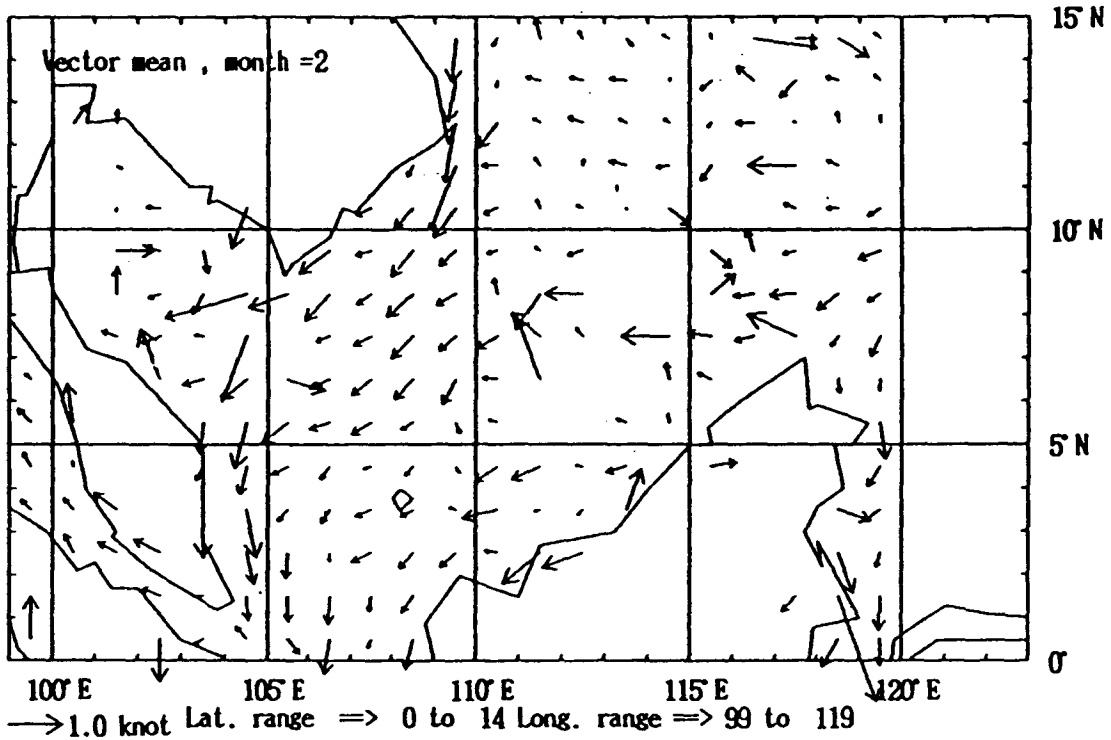 15° N
Vector mean , month =2
10° N
5° N
0°
100° E 105° E 110° E 115° E 120° E
1.0 knot Lat. range => 0 to 14 Long. range => 99 to 119